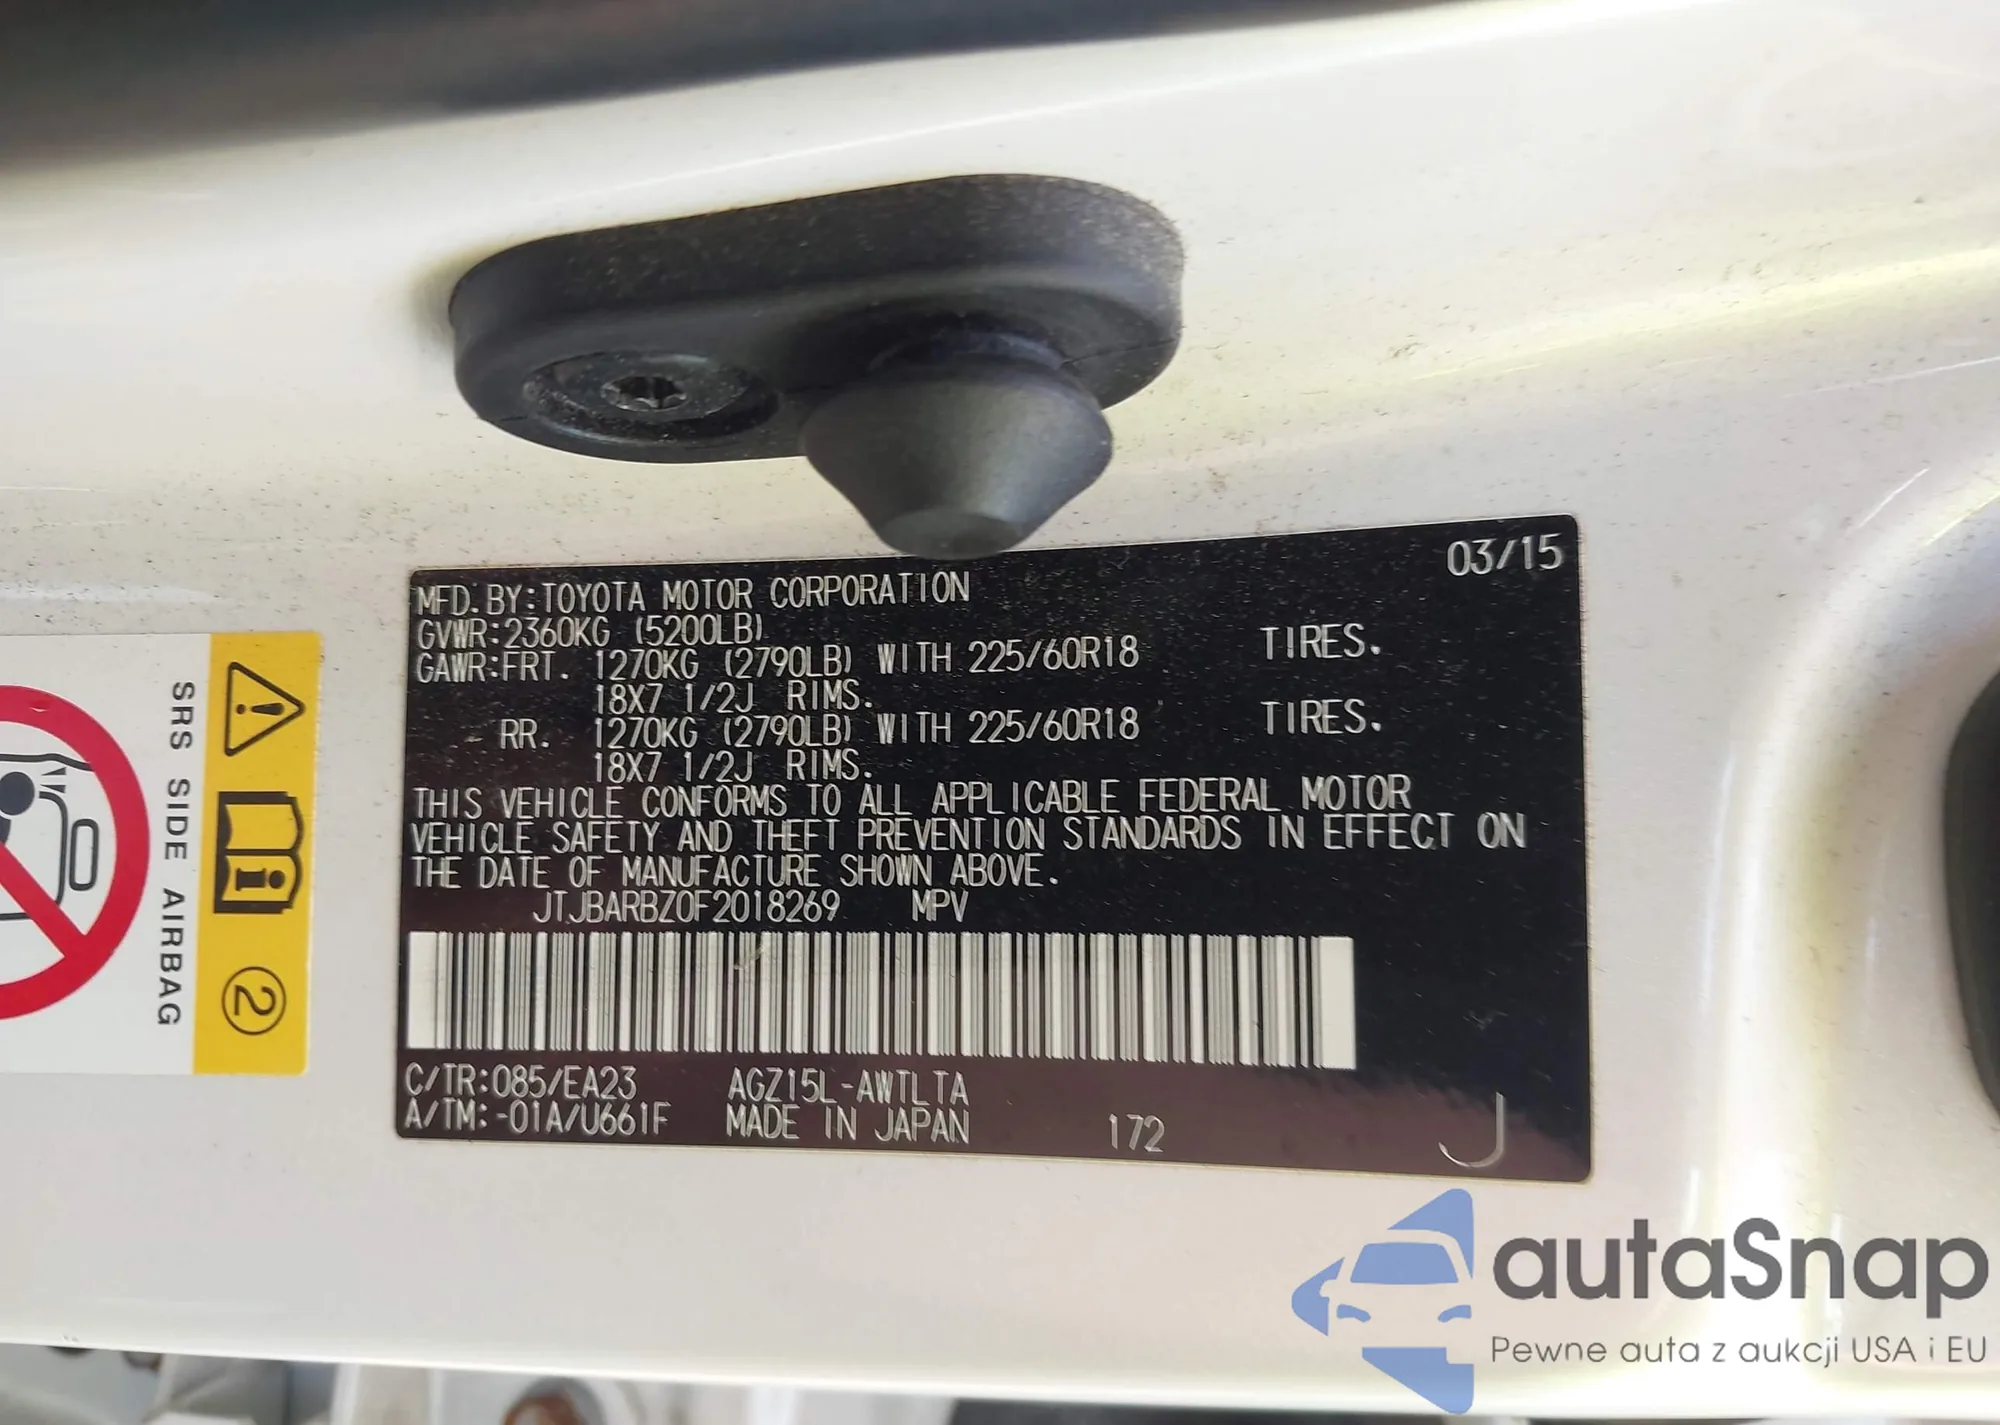 03/15
MFD. BY: TOYOTA MOTOR CORPORATION
GVWR: 2360KG (5200LB)
GAWR: FRT. 1270KG (2790LB) WITH 225/60R18 TIRES.
18X7 1/2J RIMS.
RR. 1270KG (2790LB) WITH 225/60R18 TIRES.
18X7 1/2J RIMS.
THIS VEHICLE CONFORMS TO ALL APPLICABLE FEDERAL MOTOR
VEHICLE SAFETY AND THEFT PREVENTION STANDARDS IN EFFECT ON
THE DATE OF MANUFACTURE SHOWN ABOVE.
JTJBARBZ0F2018269 MPV
C/TR: 085/EA23 AGZ15L-AWTLTA
A/TM: -01A/U661F MADE IN JAPAN 172 J
SRS SIDE AIRBAG
2
autaSnap
Pewne auta z aukcji USA i EU